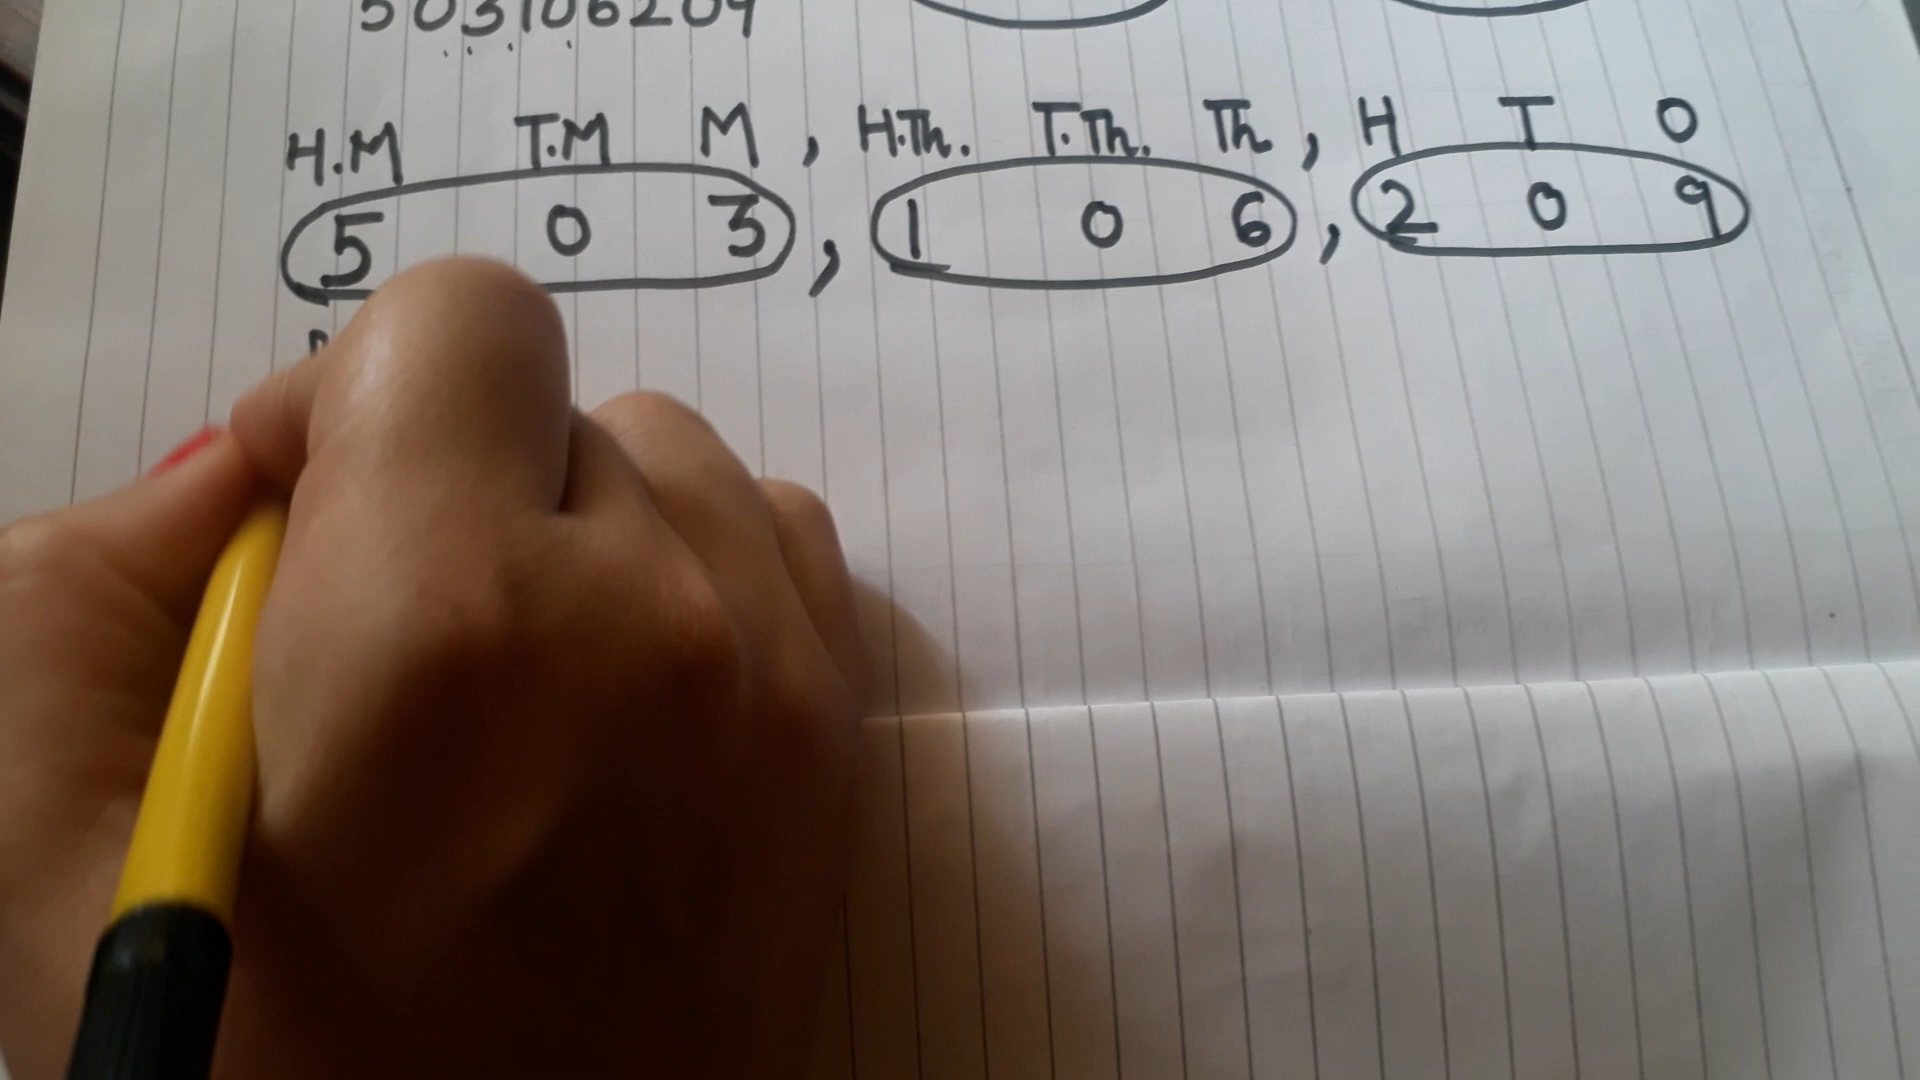 503106209
H.M T.M M , H.Th. T.Th. Th , H T O
5 0 3 , 1 0 6 , 2 0 9